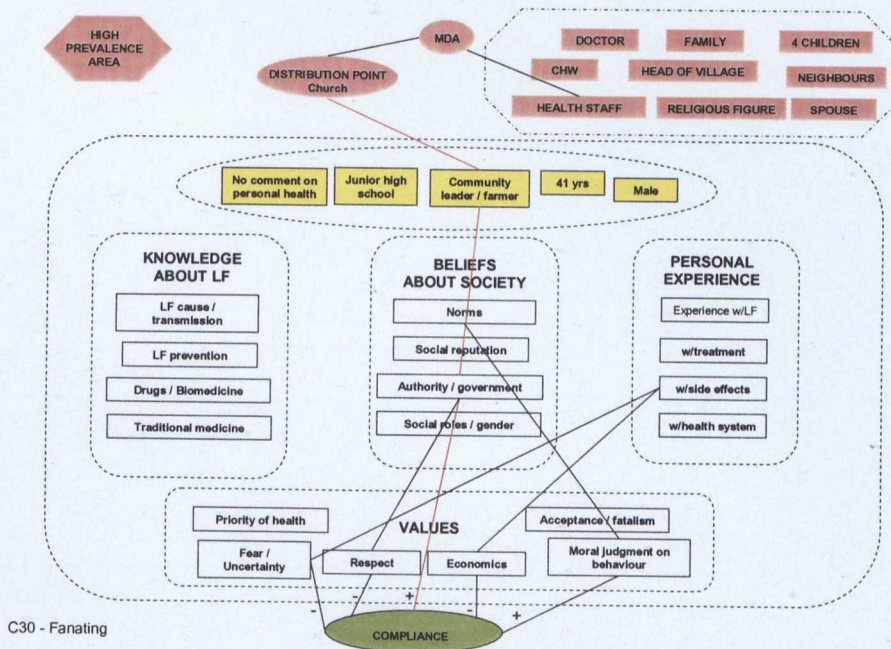 HIGH
PREVALENCE
AREA
MDA
DISTRIBUTION POINT
Church
DOCTOR
FAMILY
4 CHILDREN
CHW
HEAD OF VILLAGE
NEIGHBOURS
HEALTH STAFF
RELIGIOUS FIGURE
SPOUSE
No comment on
personal health
Junior high
school
Community
leader / farmer
41 yrs
Male
KNOWLEDGE
ABOUT LF
LF cause /
transmission
LF prevention
Drugs / Biomedicine
Traditional medicine
BELIEFS
ABOUT SOCIETY
Norms
Social reputation
Authority / government
Social roles / gender
PERSONAL
EXPERIENCE
Experience w/LF
w/treatment
w/side effects
w/health system
Priority of health
VALUES
Acceptance / fatalism
Fear /
Uncertainty
Respect
Economics
Moral judgment on
behaviour
-
-
+
-
+
COMPLIANCE
C30 - Fanating